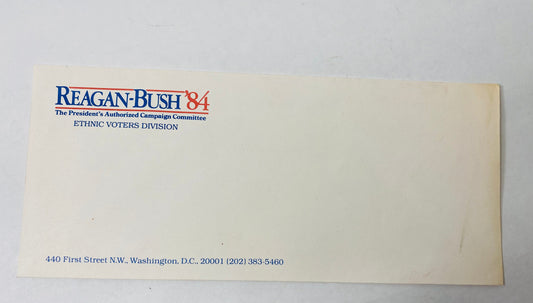 REAGAN-BUSH '84
The President's Authorized Campaign Committee
ETHNIC VOTERS DIVISION
440 First Street N.W., Washington, D.C., 20001 (202) 383-5460